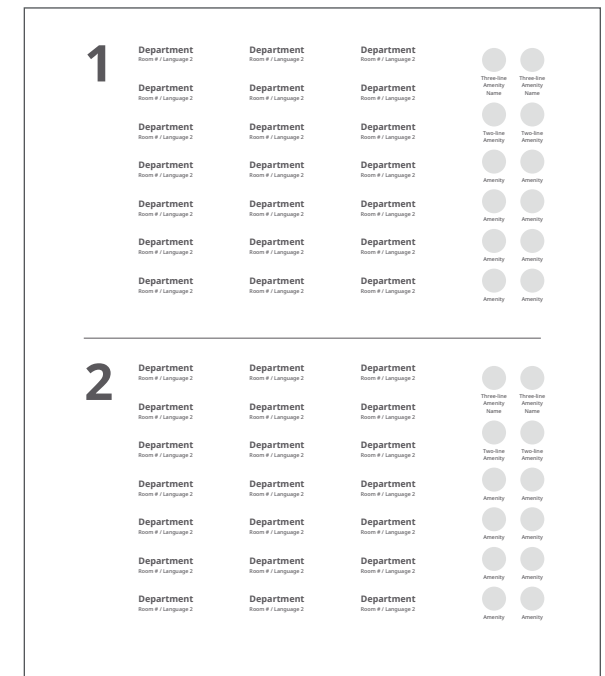 1
Department Department Department
Room # / Language 2 Room # / Language 2 Room # / Language 2
Department Department Department
Room # / Language 2 Room # / Language 2 Room # / Language 2
Department Department Department
Room # / Language 2 Room # / Language 2 Room # / Language 2
Department Department Department
Room # / Language 2 Room # / Language 2 Room # / Language 2
Department Department Department
Room # / Language 2 Room # / Language 2 Room # / Language 2
Department Department Department
Room # / Language 2 Room # / Language 2 Room # / Language 2
Department Department Department
Room # / Language 2 Room # / Language 2 Room # / Language 2
Three-line Three-line
Amenity Amenity
Name Name
Two-line Two-line
Amenity Amenity
Amenity Amenity
Amenity Amenity
Amenity Amenity
Amenity Amenity
2
Department Department Department
Room # / Language 2 Room # / Language 2 Room # / Language 2
Department Department Department
Room # / Language 2 Room # / Language 2 Room # / Language 2
Department Department Department
Room # / Language 2 Room # / Language 2 Room # / Language 2
Department Department Department
Room # / Language 2 Room # / Language 2 Room # / Language 2
Department Department Department
Room # / Language 2 Room # / Language 2 Room # / Language 2
Department Department Department
Room # / Language 2 Room # / Language 2 Room # / Language 2
Department Department Department
Room # / Language 2 Room # / Language 2 Room # / Language 2
Three-line Three-line
Amenity Amenity
Name Name
Two-line Two-line
Amenity Amenity
Amenity Amenity
Amenity Amenity
Amenity Amenity
Amenity Amenity